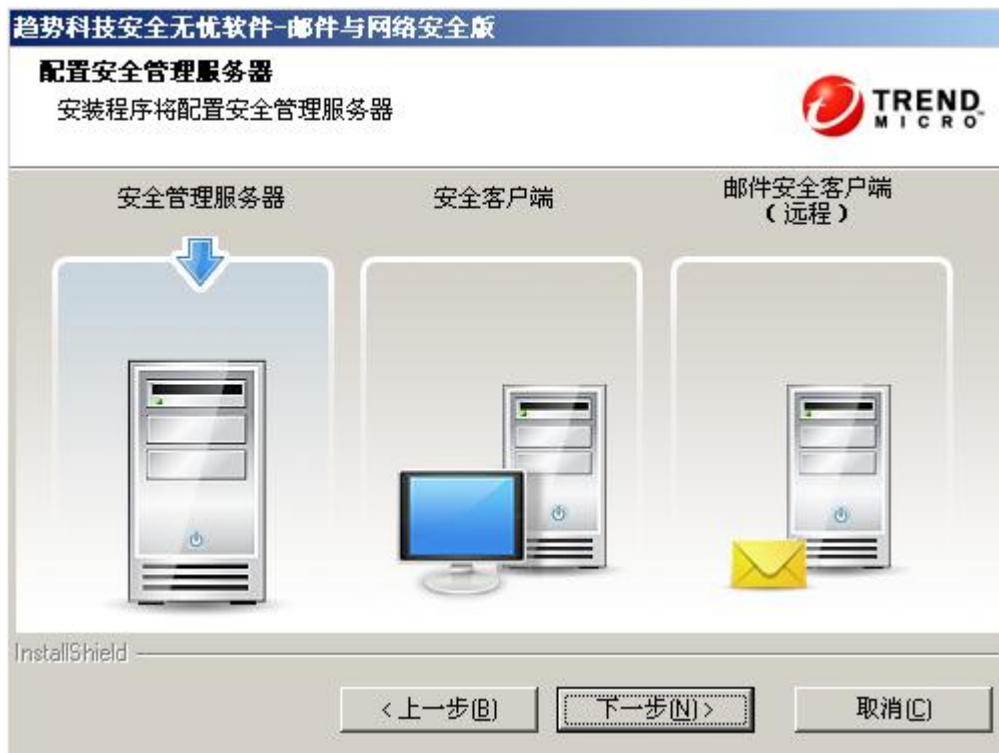 趋势科技安全无忧软件-邮件与网络安全版
配置安全管理服务器
安装程序将配置安全管理服务器
TREND
MICRO
安全管理服务器
安全客户端
邮件安全客户端
(远程)
InstallShield
<上一步(B)
下一步(N)>
取消(C)